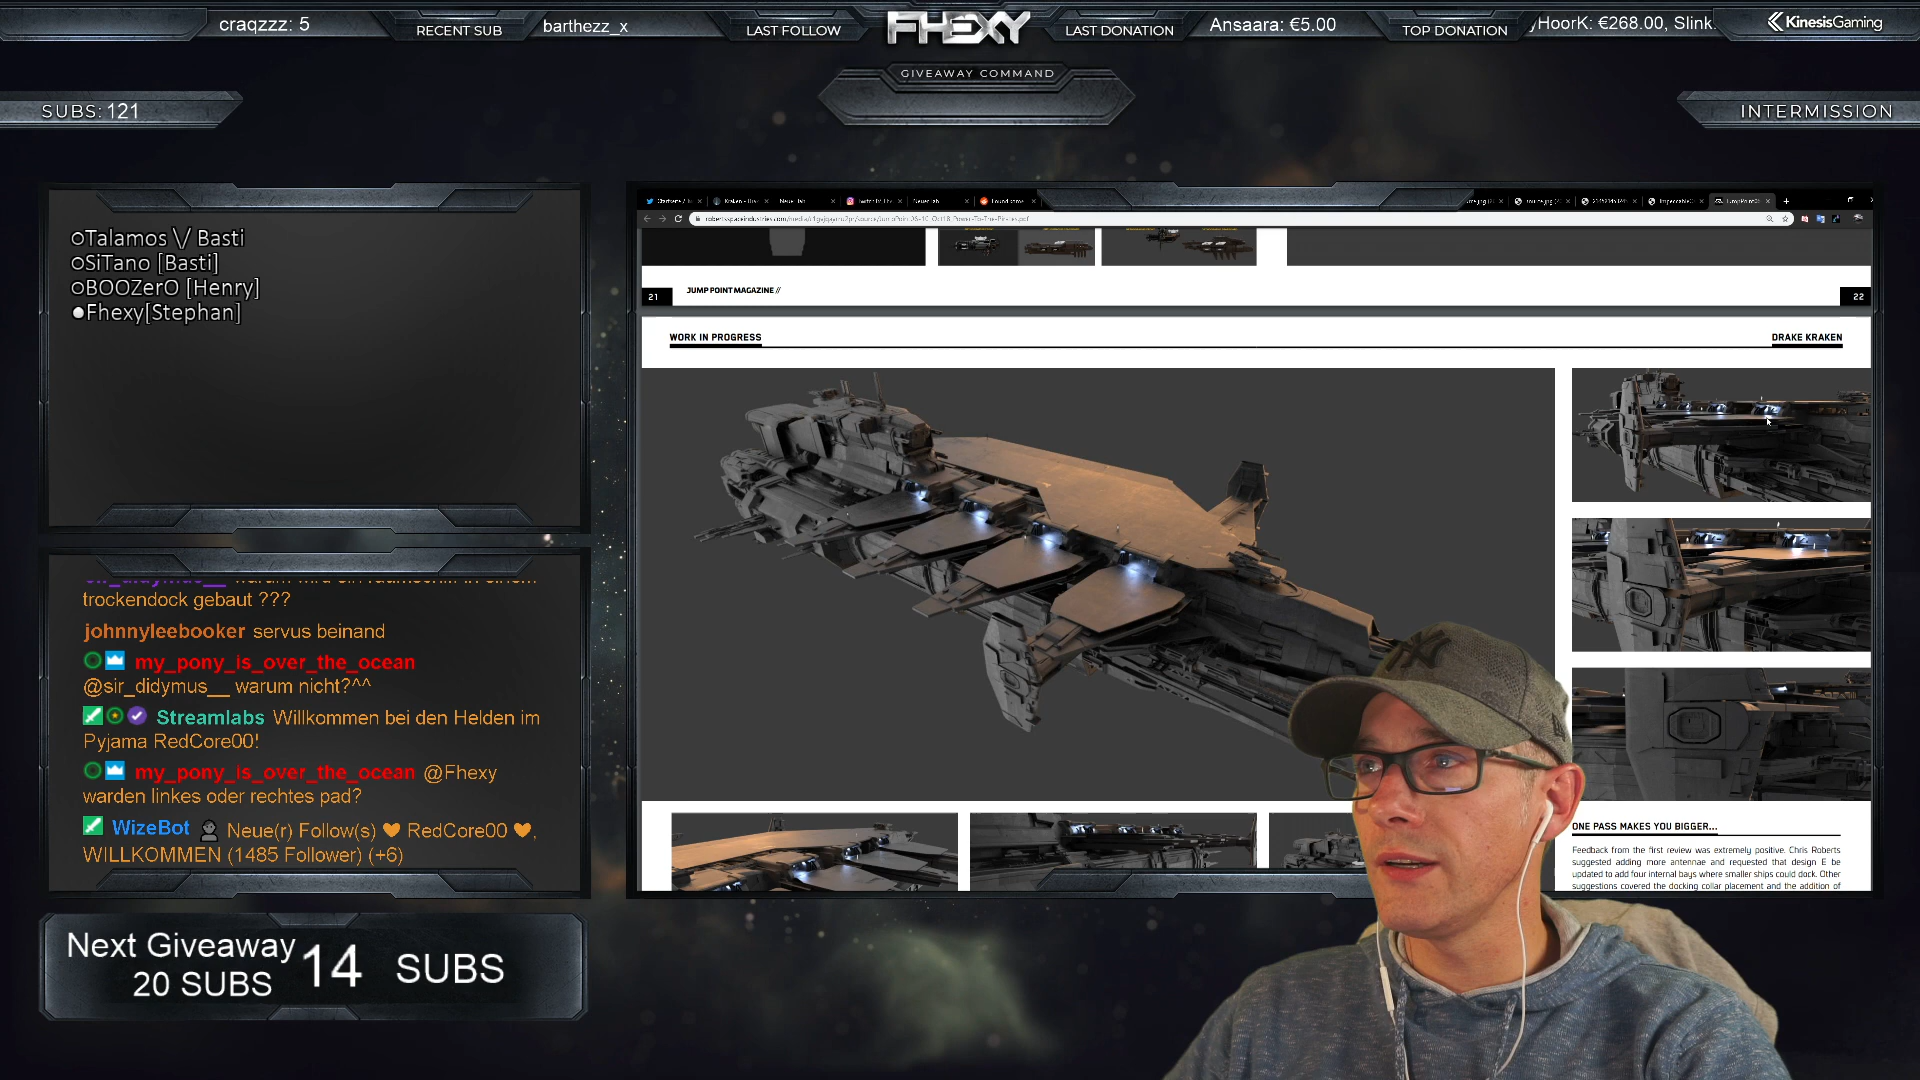 craqzzz: 5
RECENT SUB
barthezz_x
LAST FOLLOW
FHEXY
LAST DONATION
Ansaara: €5.00
TOP DONATION
yHoorK: €268.00, Slink.
KinesisGaming
GIVEAWAY COMMAND
SUBS: 121
INTERMISSION
Talamos \/ Basti
SiTano [Basti]
BOOZerO [Henry]
Fhexy[Stephan]
trockendock gebaut ???
johnnyleebooker servus beinand
my_pony_is_over_the_ocean
@sir_didymus__ warum nicht?^^
Streamlabs Willkommen bei den Helden im
Pyjama RedCore00!
my_pony_is_over_the_ocean @Fhexy
warden linkes oder rechtes pad?
WizeBot Neue(r) Follow(s) RedCore00 ,
WILLKOMMEN (1485 Follower) (+6)
Next Giveaway
20 SUBS
14 SUBS
21
JUMP POINT MAGAZINE //
22
WORK IN PROGRESS
DRAKE KRAKEN
ONE PASS MAKES YOU BIGGER...
Feedback from the first review was extremely positive. Chris Roberts
suggested adding more antennae and requested that design E be
updated to add four internal bays where smaller ships could dock. Other
suggestions covered the docking collar placement and the addition of